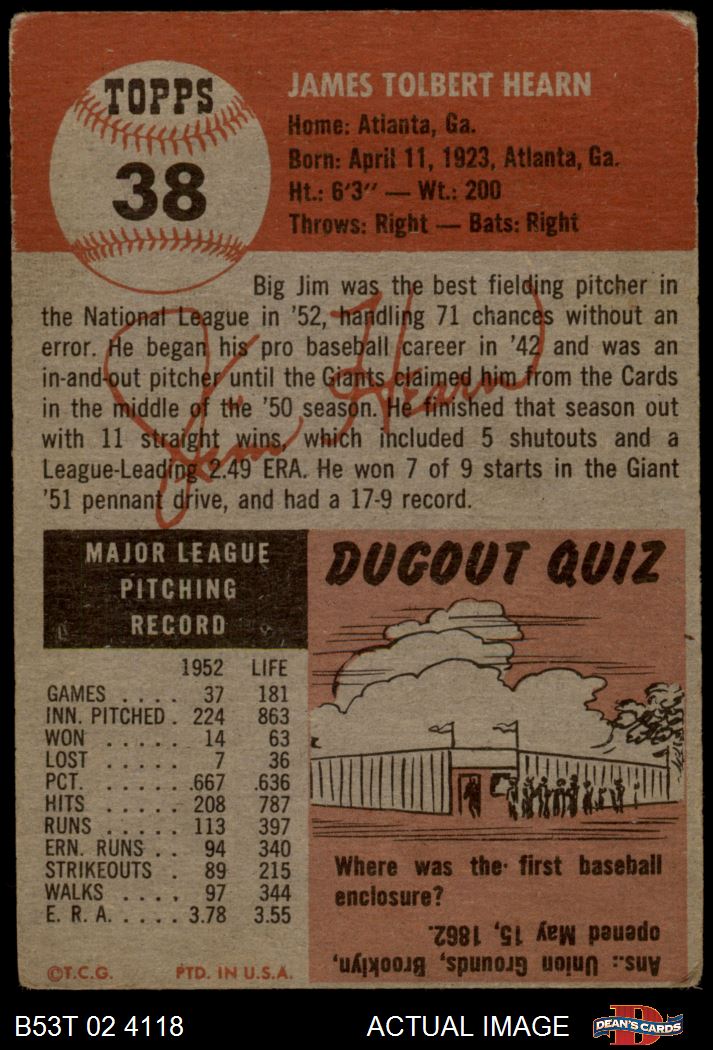 TOPPS
38
JAMES TOLBERT HEARN
Home: Atlanta, Ga.
Born: April 11, 1923, Atlanta, Ga.
Ht.: 6'3" — Wt.: 200
Throws: Right — Bats: Right
Big Jim was the best fielding pitcher in
the National League in '52, handling 71 chances without an
error. He began his pro baseball career in '42 and was an
in-and-out pitcher until the Giants claimed him from the Cards
in the middle of the '50 season. He finished that season out
with 11 straight wins, which included 5 shutouts and a
League-Leading 2.49 ERA. He won 7 of 9 starts in the Giant
'51 pennant drive, and had a 17-9 record.
Jim Hearn
MAJOR LEAGUE
PITCHING
RECORD
1952 LIFE
GAMES . . . . 37 181
INN. PITCHED . 224 863
WON . . . . . 14 63
LOST . . . . . 7 36
PCT. . . . . . .667 .636
HITS . . . . . 208 787
RUNS . . . . . 113 397
ERN. RUNS . . 94 340
STRIKEOUTS . 89 215
WALKS . . . . 97 344
E. R. A. . . . . . 3.78 3.55
©T.C.G. PTD. IN U.S.A.
DUGOUT QUIZ
Where was the first baseball
enclosure?
Ans.: Union Grounds, Brooklyn,
opened May 15, 1862.
B53T 02 4118 ACTUAL IMAGE
D
DEAN'S CARDS